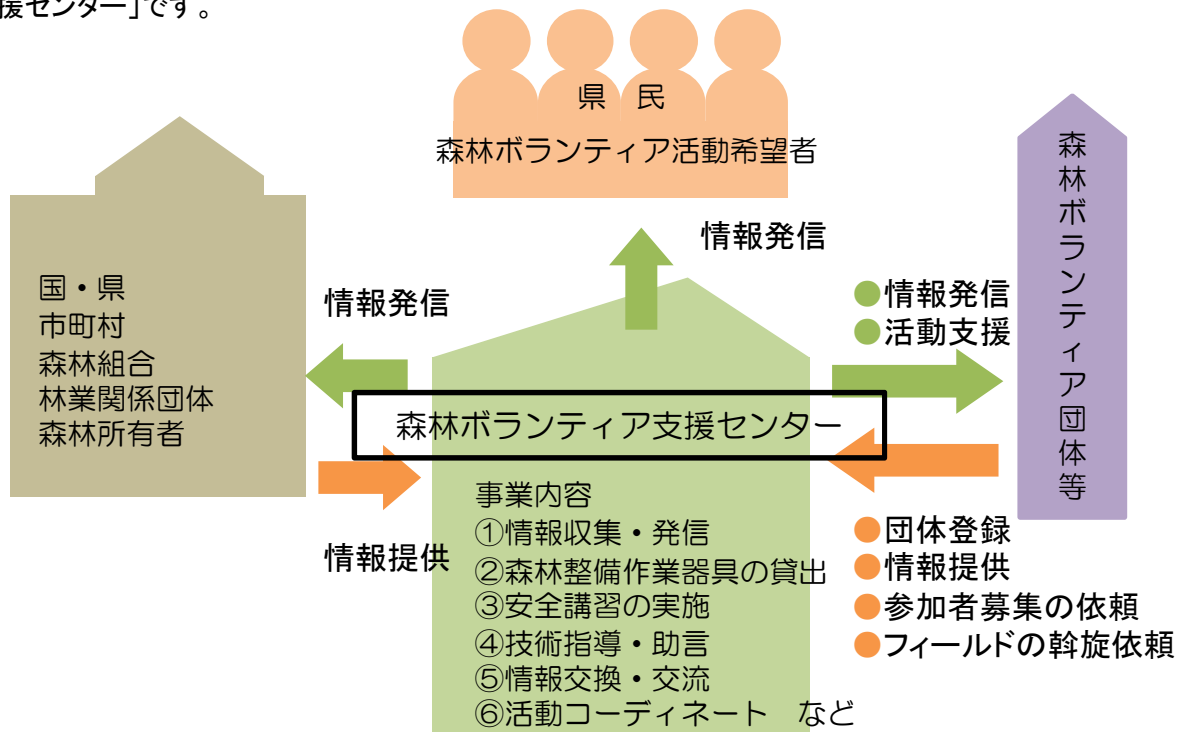 援センター」です。
県　民
森林ボランティア活動希望者
森林ボランティア団体等
国・県
市町村
森林組合
林業関係団体
森林所有者
情報発信
情報発信
●情報発信
●活動支援
森林ボランティア支援センター
情報提供
事業内容
①情報収集・発信
②森林整備作業器具の貸出
③安全講習の実施
④技術指導・助言
⑤情報交換・交流
⑥活動コーディネート　など
●団体登録
●情報提供
●参加者募集の依頼
●フィールドの斡旋依頼